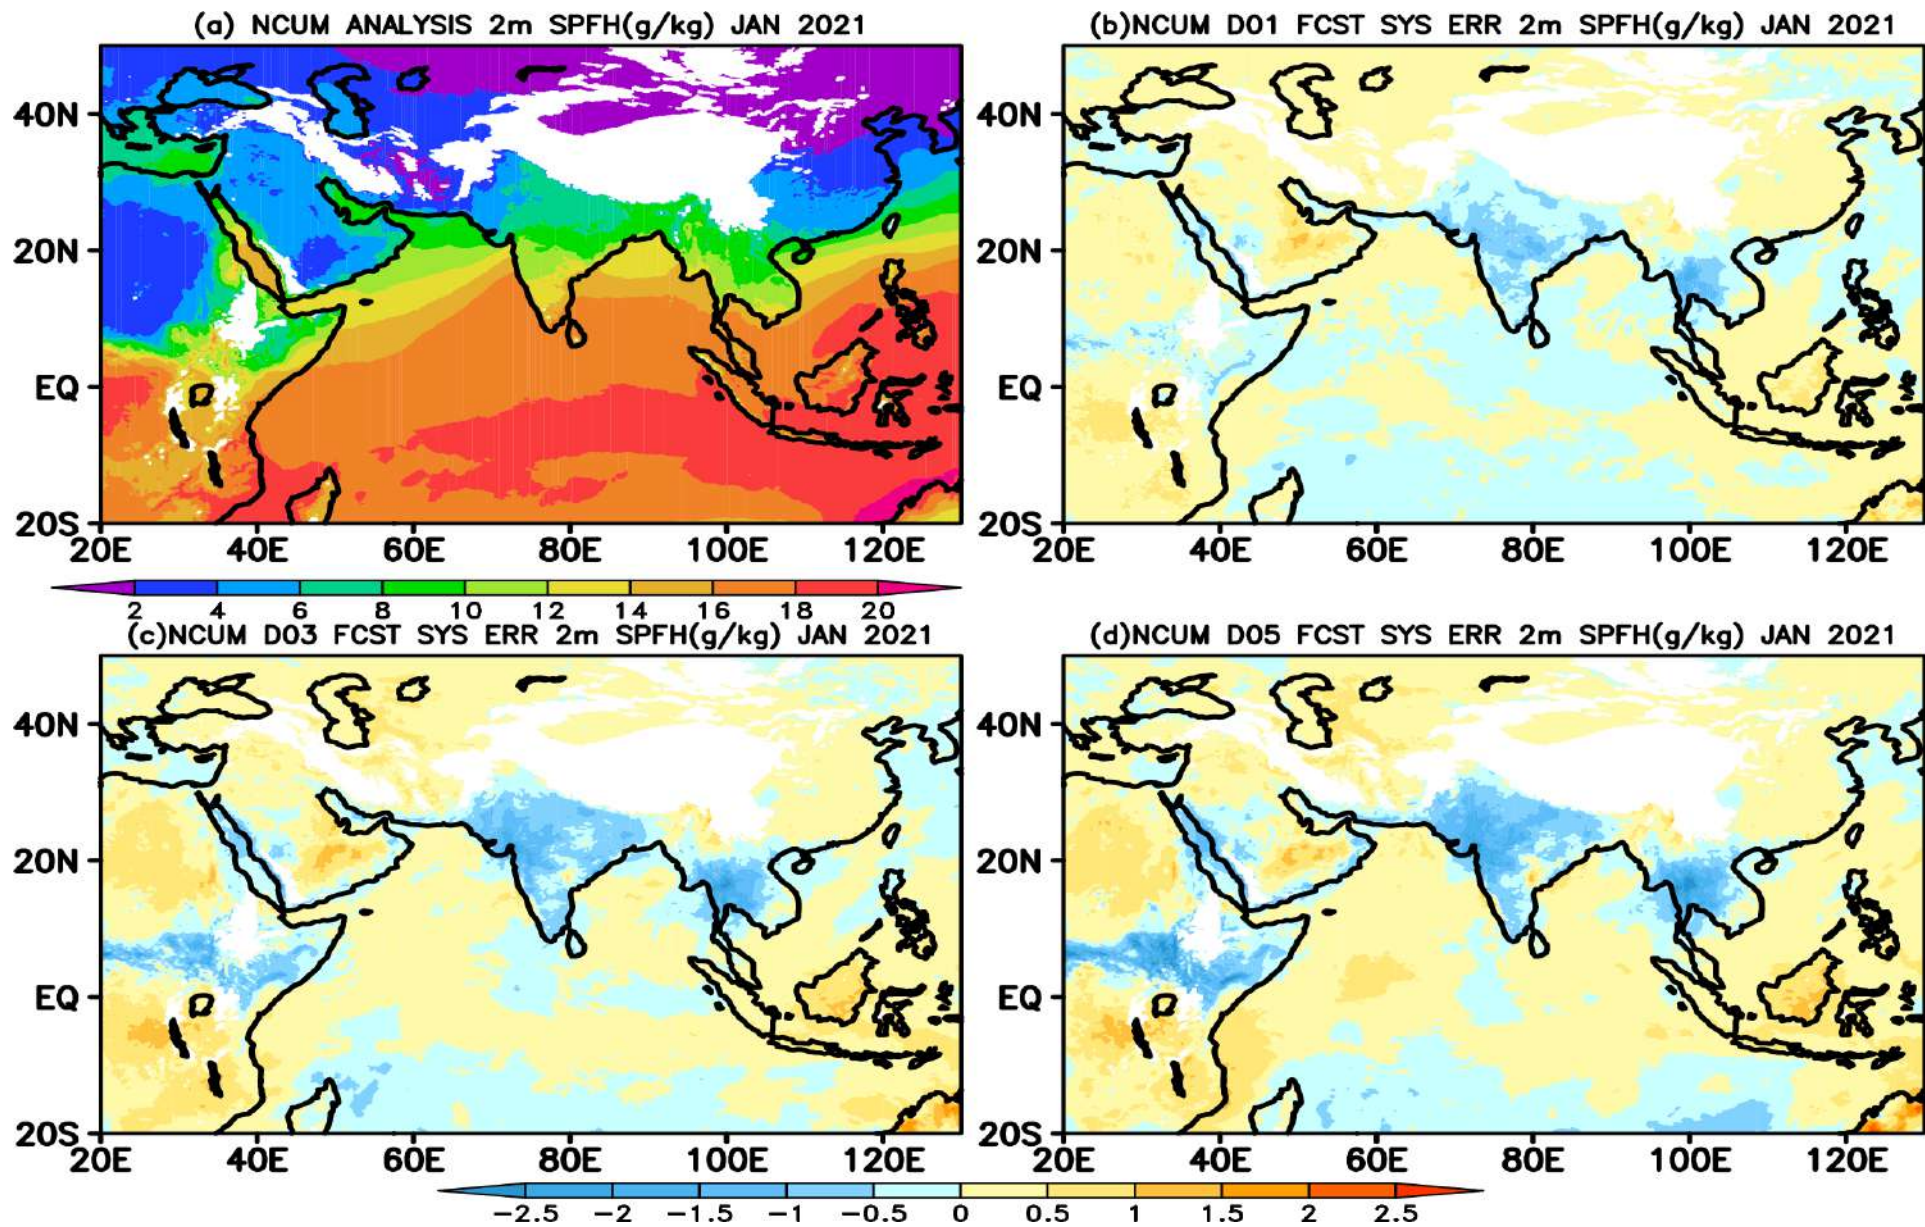 (a) NCUM ANALYSIS 2m SPFH(g/kg) JAN 2021
40N
20N
EQ
20S
20E 40E 60E 80E 100E 120E
2 4 6 8 10 12 14 16 18 20
(b)NCUM D01 FCST SYS ERR 2m SPFH(g/kg) JAN 2021
40N
20N
EQ
20S
20E 40E 60E 80E 100E 120E
(c)NCUM D03 FCST SYS ERR 2m SPFH(g/kg) JAN 2021
40N
20N
EQ
20S
20E 40E 60E 80E 100E 120E
(d)NCUM D05 FCST SYS ERR 2m SPFH(g/kg) JAN 2021
40N
20N
EQ
20S
20E 40E 60E 80E 100E 120E
−2.5 −2 −1.5 −1 −0.5 0 0.5 1 1.5 2 2.5